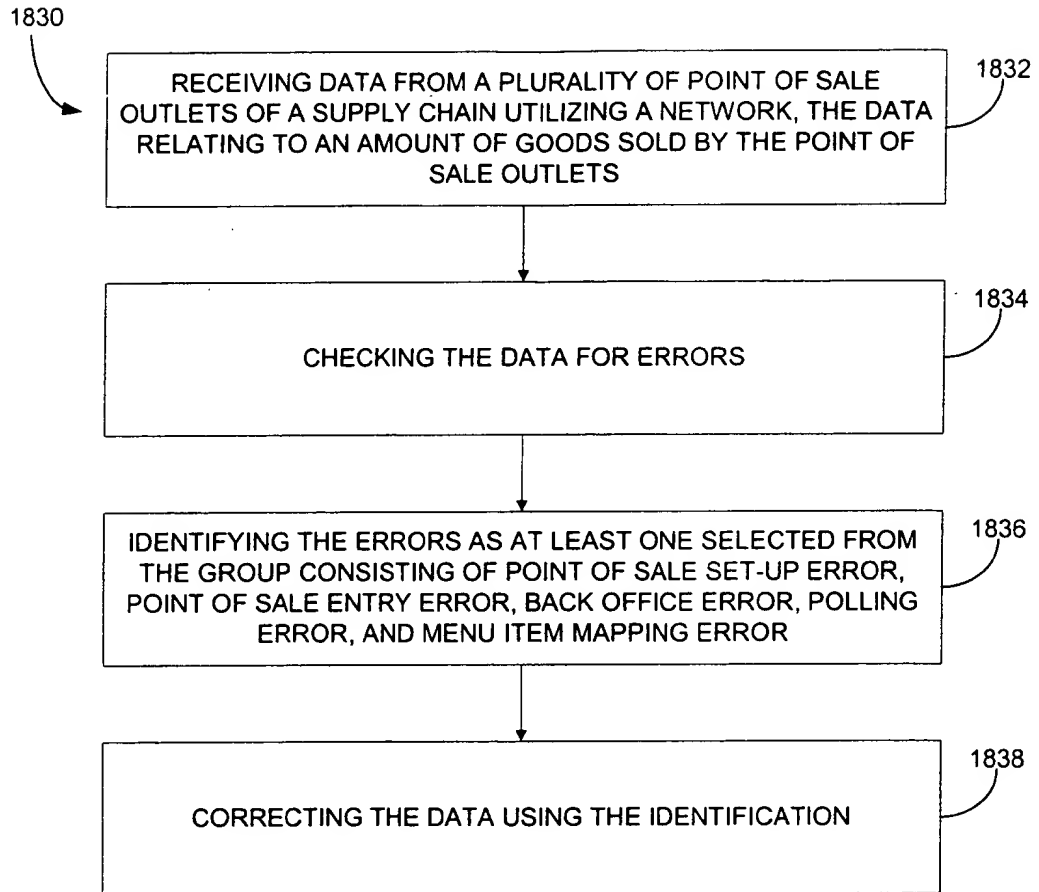 1830
RECEIVING DATA FROM A PLURALITY OF POINT OF SALE
OUTLETS OF A SUPPLY CHAIN UTILIZING A NETWORK, THE DATA
RELATING TO AN AMOUNT OF GOODS SOLD BY THE POINT OF
SALE OUTLETS
1832
CHECKING THE DATA FOR ERRORS
1834
IDENTIFYING THE ERRORS AS AT LEAST ONE SELECTED FROM
THE GROUP CONSISTING OF POINT OF SALE SET-UP ERROR,
POINT OF SALE ENTRY ERROR, BACK OFFICE ERROR, POLLING
ERROR, AND MENU ITEM MAPPING ERROR
1836
CORRECTING THE DATA USING THE IDENTIFICATION
1838